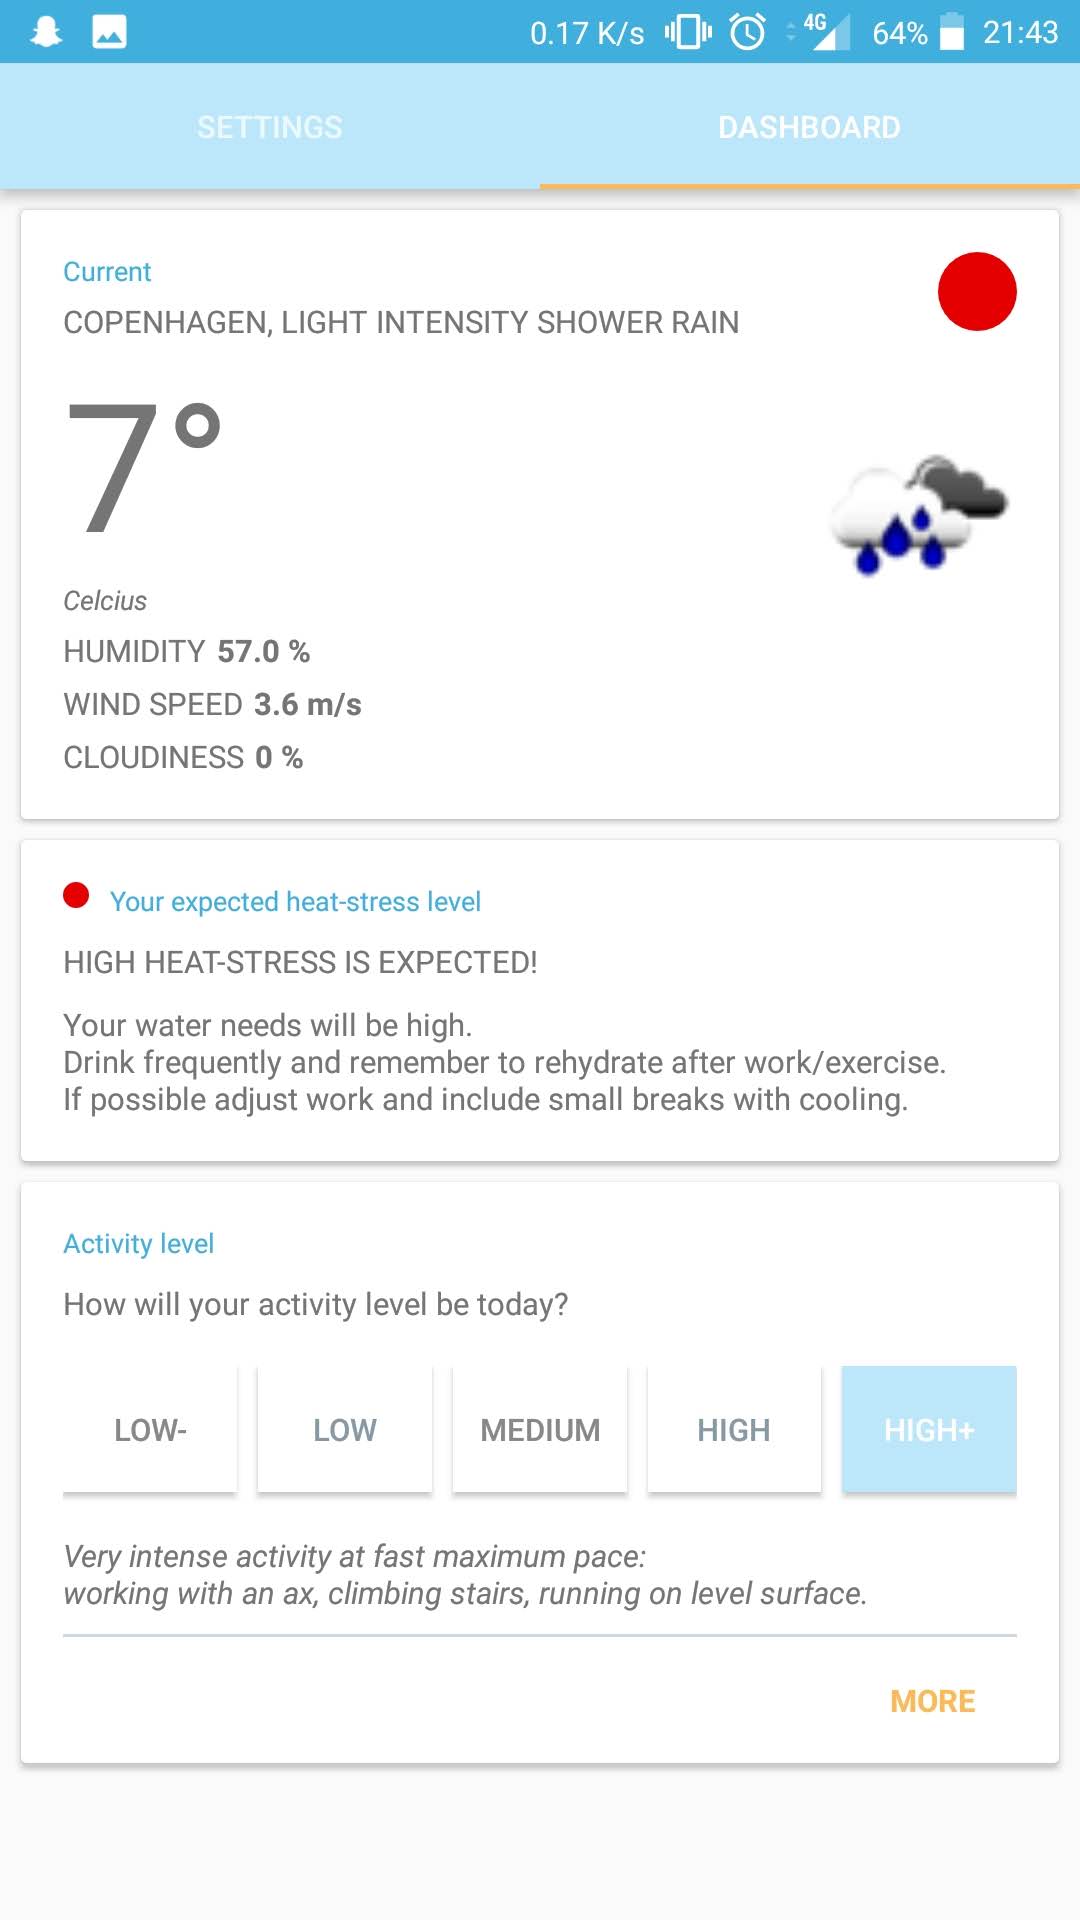 0.17 K/s 4G 64% 21:43
SETTINGS DASHBOARD
Current
COPENHAGEN, LIGHT INTENSITY SHOWER RAIN
7°
Celcius
HUMIDITY 57.0 %
WIND SPEED 3.6 m/s
CLOUDINESS 0 %
Your expected heat-stress level
HIGH HEAT-STRESS IS EXPECTED!
Your water needs will be high.
Drink frequently and remember to rehydrate after work/exercise.
If possible adjust work and include small breaks with cooling.
Activity level
How will your activity level be today?
LOW- LOW MEDIUM HIGH HIGH+
Very intense activity at fast maximum pace:
working with an ax, climbing stairs, running on level surface.
MORE